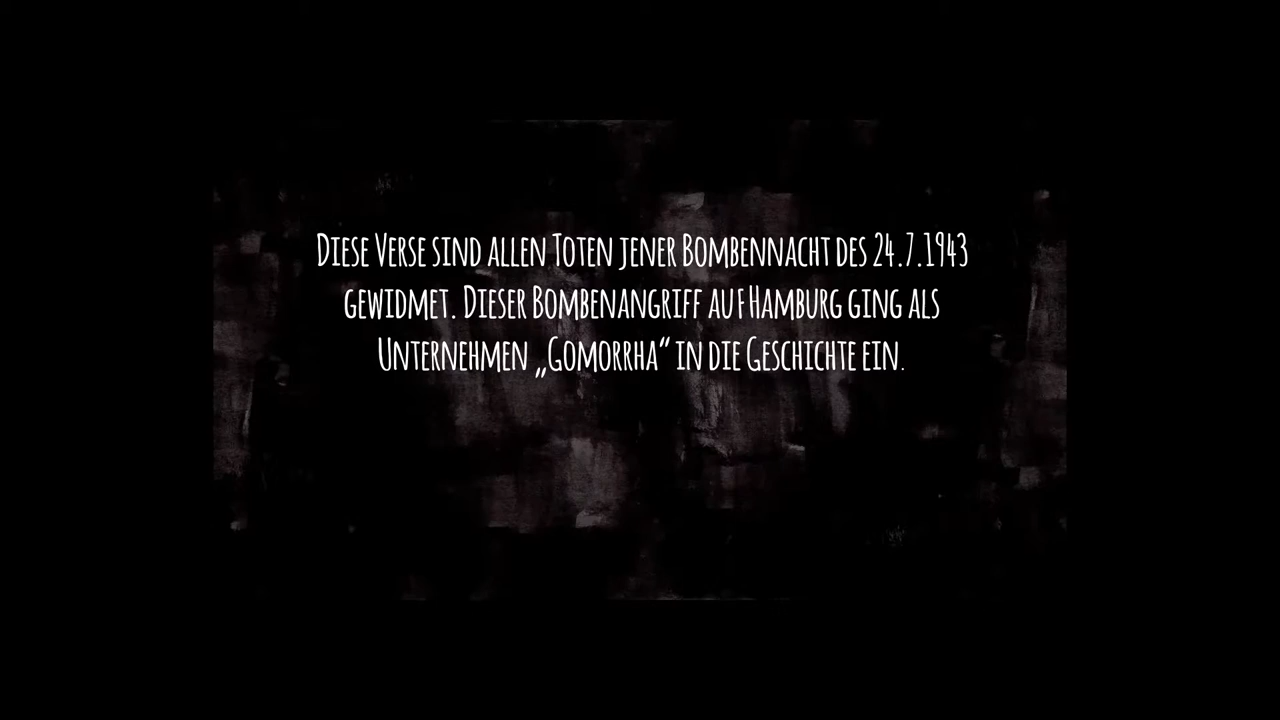 Diese Verse sind allen Toten jener Bombennacht des 24.7.1943
gewidmet. Dieser Bombenangriff auf Hamburg ging als
Unternehmen „Gomorrha“ in die Geschichte ein.